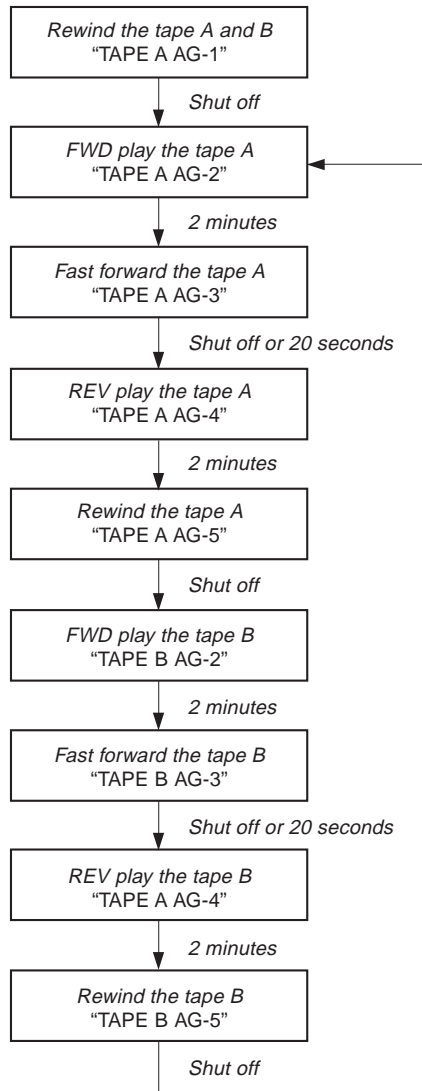 Rewind the tape A and B
“TAPE A AG-1”
Shut off
FWD play the tape A
“TAPE A AG-2”
2 minutes
Fast forward the tape A
“TAPE A AG-3”
Shut off or 20 seconds
REV play the tape A
“TAPE A AG-4”
2 minutes
Rewind the tape A
“TAPE A AG-5”
Shut off
FWD play the tape B
“TAPE B AG-2”
2 minutes
Fast forward the tape B
“TAPE B AG-3”
Shut off or 20 seconds
REV play the tape B
“TAPE A AG-4”
2 minutes
Rewind the tape B
“TAPE B AG-5”
Shut off